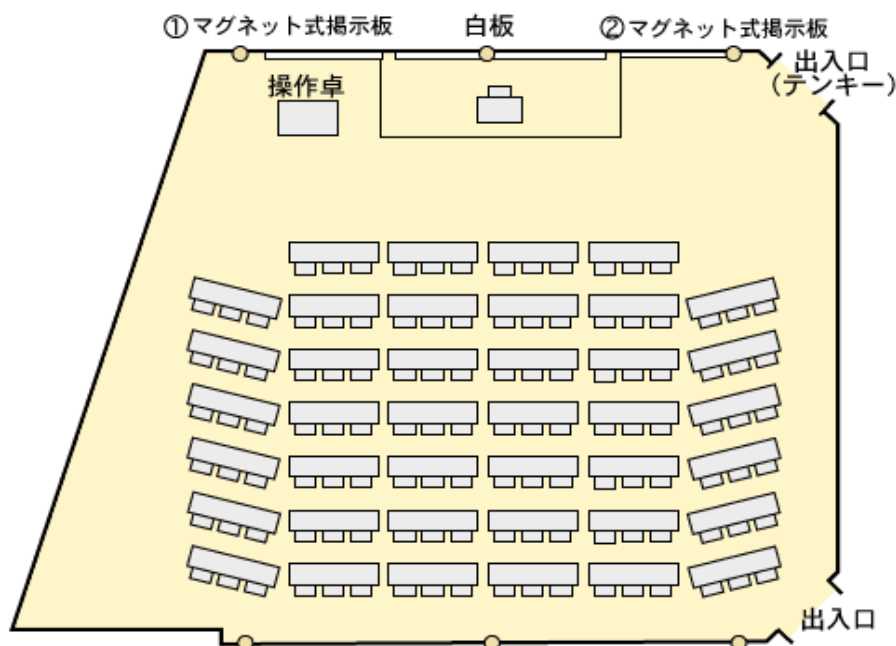 ①マグネット式掲示板
白板
②マグネット式掲示板
出入口
（テンキー）
操作卓
出入口